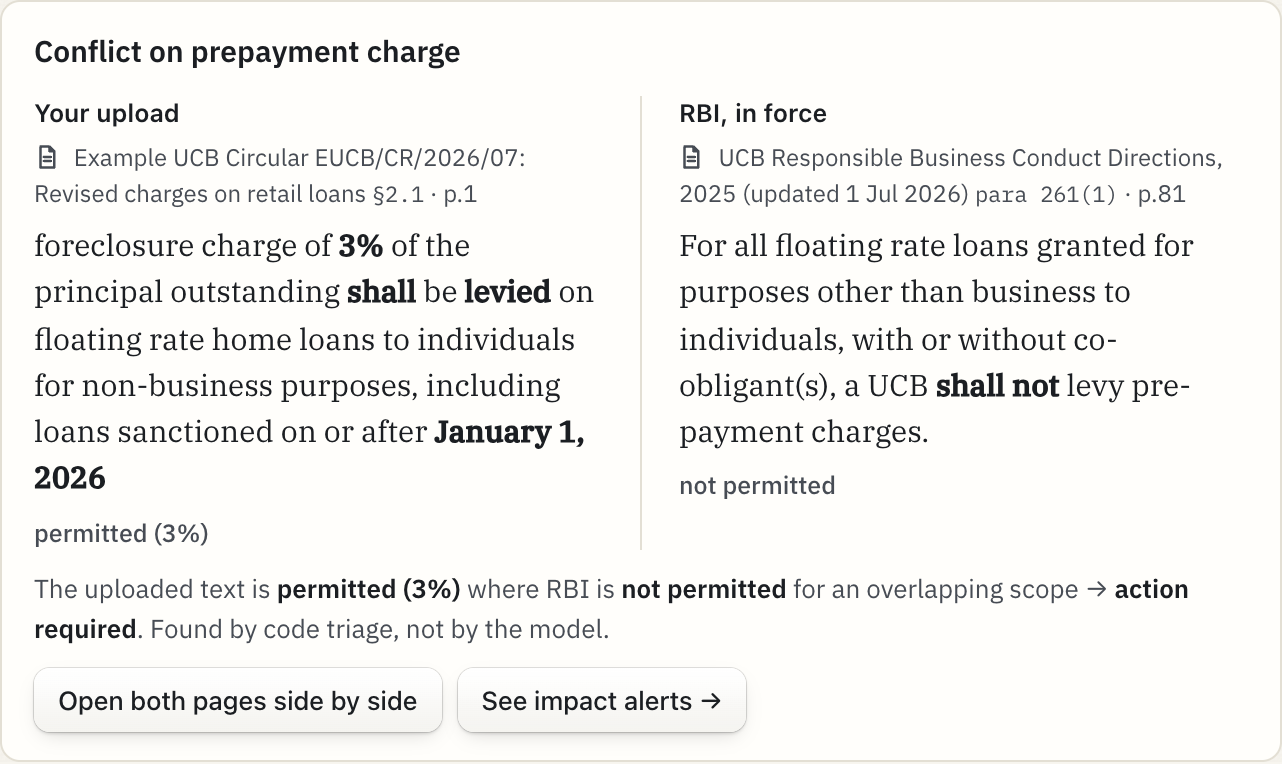 Conflict on prepayment charge
Your upload
Example UCB Circular EUCB/CR/2026/07:
Revised charges on retail loans §2.1 · p.1
foreclosure charge of 3% of the
principal outstanding shall be levied on
floating rate home loans to individuals
for non-business purposes, including
loans sanctioned on or after January 1,
2026
permitted (3%)
RBI, in force
UCB Responsible Business Conduct Directions,
2025 (updated 1 Jul 2026) para 261(1) · p.81
For all floating rate loans granted for
purposes other than business to
individuals, with or without co-
obligant(s), a UCB shall not levy pre-
payment charges.
not permitted
The uploaded text is permitted (3%) where RBI is not permitted for an overlapping scope → action
required. Found by code triage, not by the model.
Open both pages side by side
See impact alerts →